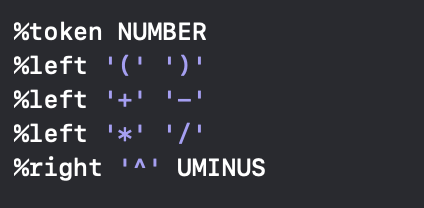 %token NUMBER
%left '(' ')'
%left '+' '-'
%left '*' '/'
%right '^' UMINUS